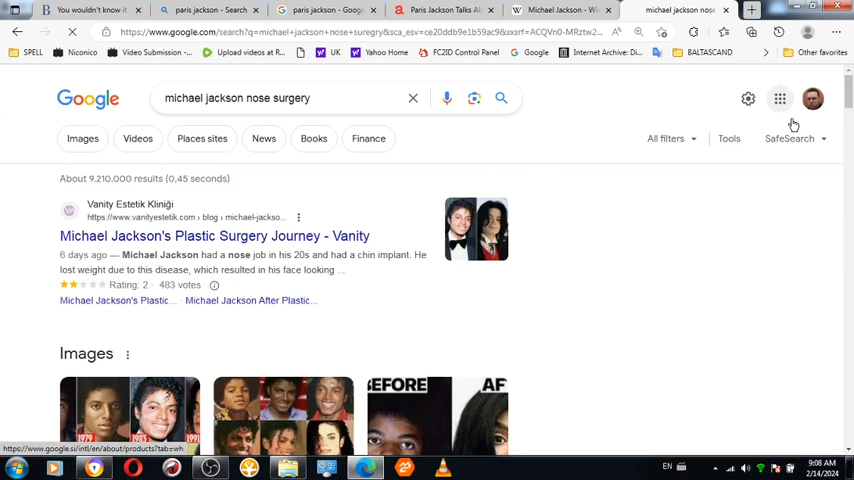 You wouldn't know it
paris jackson - Search
paris jackson - Google
Paris Jackson Talks Ab
Michael Jackson - Wi
michael jackson nose
https://www.google.com/search?q=michael+jackson+nose+suregry&sca_esv=ce20ddb9e1b59ac9&sxsrf=ACQVn0-MRztw2...
SPELL
Niconico
Video Submission -...
Upload videos at R...
UK
Yahoo Home
FC2ID Control Panel
Google
Internet Archive: Di...
BALTASCAND
Other favorites
Google
michael jackson nose surgery
Images
Videos
Places sites
News
Books
Finance
All filters
Tools
SafeSearch
About 9.210,000 results (0,45 seconds)
Vanity Estetik Kliniği
https://www.vanityestetik.com › blog › michael-jackso...
Michael Jackson's Plastic Surgery Journey - Vanity
6 days ago — Michael Jackson had a nose job in his 20s and had a chin implant. He
lost weight due to this disease, which resulted in his face looking ...
Rating: 2 · 483 votes
Michael Jackson's Plastic... · Michael Jackson After Plastic...
Images
1979
1983
1991
BEFORE
AF
https://www.google.si/intl/en/about/products?tab=wh
EN
9:08 AM
2/14/2024